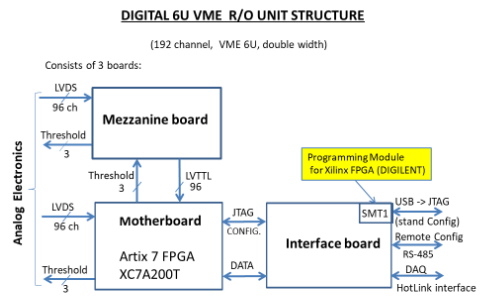 DIGITAL 6U VME R/O UNIT STRUCTURE
(192 channel, VME 6U, double width)
Consists of 3 boards:
LVDS
96 ch
Mezzanine board
Threshold
3
Analog Electronics
Threshold
3
LVTTL
96
Programming Module
for Xilinx FPGA (DIGILENT)
LVDS
96 ch
Motherboard
Artix 7 FPGA
XC7A200T
JTAG
CONFIG.
DATA
SMT1
Interface board
USB -> JTAG
(stand Config)
Remote Config
RS-485
DAQ
HotLink interface
Threshold
3